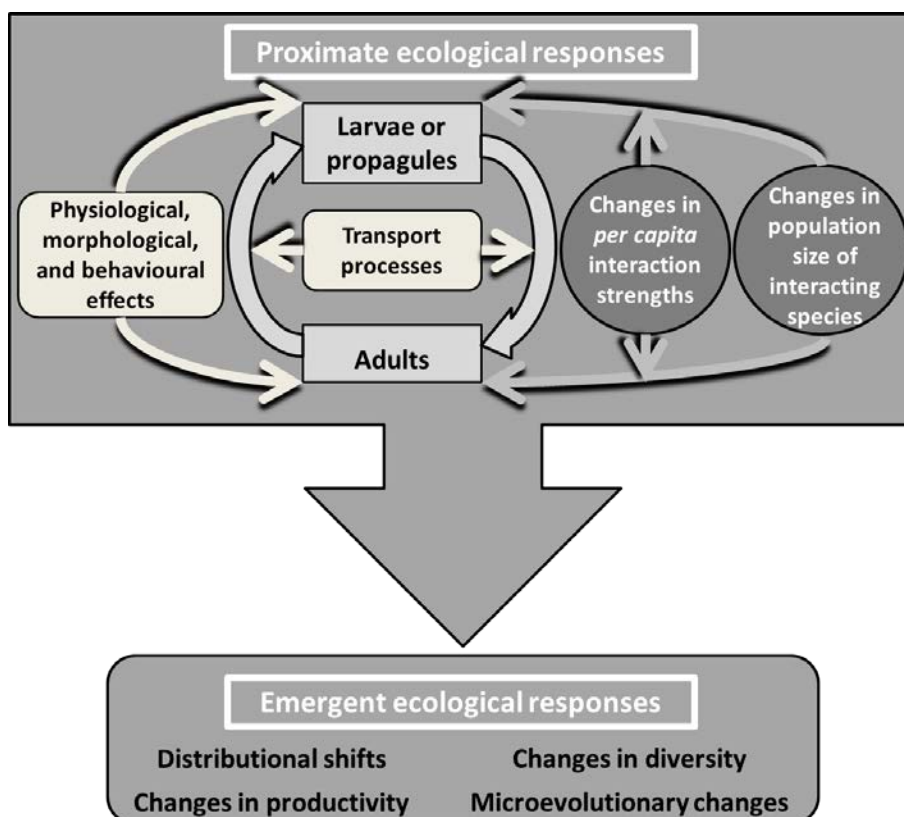 Proximate ecological responses
Larvae or
propagules
Physiological,
morphological,
and behavioural
effects
Transport
processes
Changes in
per capita
interaction
strengths
Changes in
population
size of
interacting
species
Adults
Emergent ecological responses
Distributional shifts
Changes in diversity
Changes in productivity
Microevolutionary changes